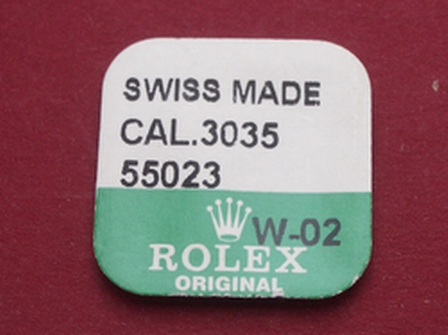 SWISS MADE
CAL.3035
55023
W-02
ROLEX
ORIGINAL